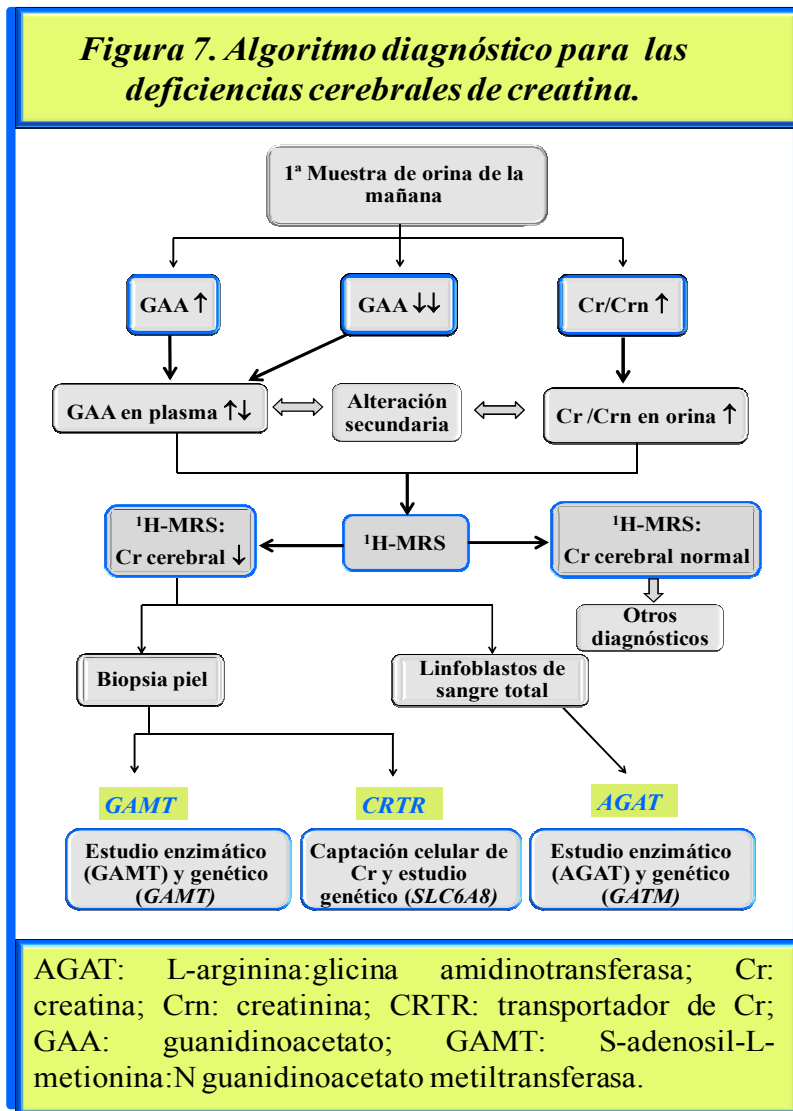 Figura 7. Algoritmo diagnóstico para las
deficiencias cerebrales de creatina.
1ª Muestra de orina de la
mañana
GAA ↑
GAA ↓↓
Cr/Crn ↑
GAA en plasma ↑↓
Alteración
secundaria
Cr /Crn en orina ↑
¹H-MRS:
Cr cerebral ↓
¹H-MRS
¹H-MRS:
Cr cerebral normal
Otros
diagnósticos
Biopsia piel
Linfoblastos de
sangre total
GAMT
CRTR
AGAT
Estudio enzimático
(GAMT) y genético
(GAMT)
Captación celular de
Cr y estudio
genético (SLC6A8)
Estudio enzimático
(AGAT) y genético
(GATM)
AGAT: L-arginina:glicina amidinotransferasa; Cr:
creatina; Crn: creatinina; CRTR: transportador de Cr;
GAA: guanidinoacetato; GAMT: S-adenosil-L-
metionina:N guanidinoacetato metiltransferasa.